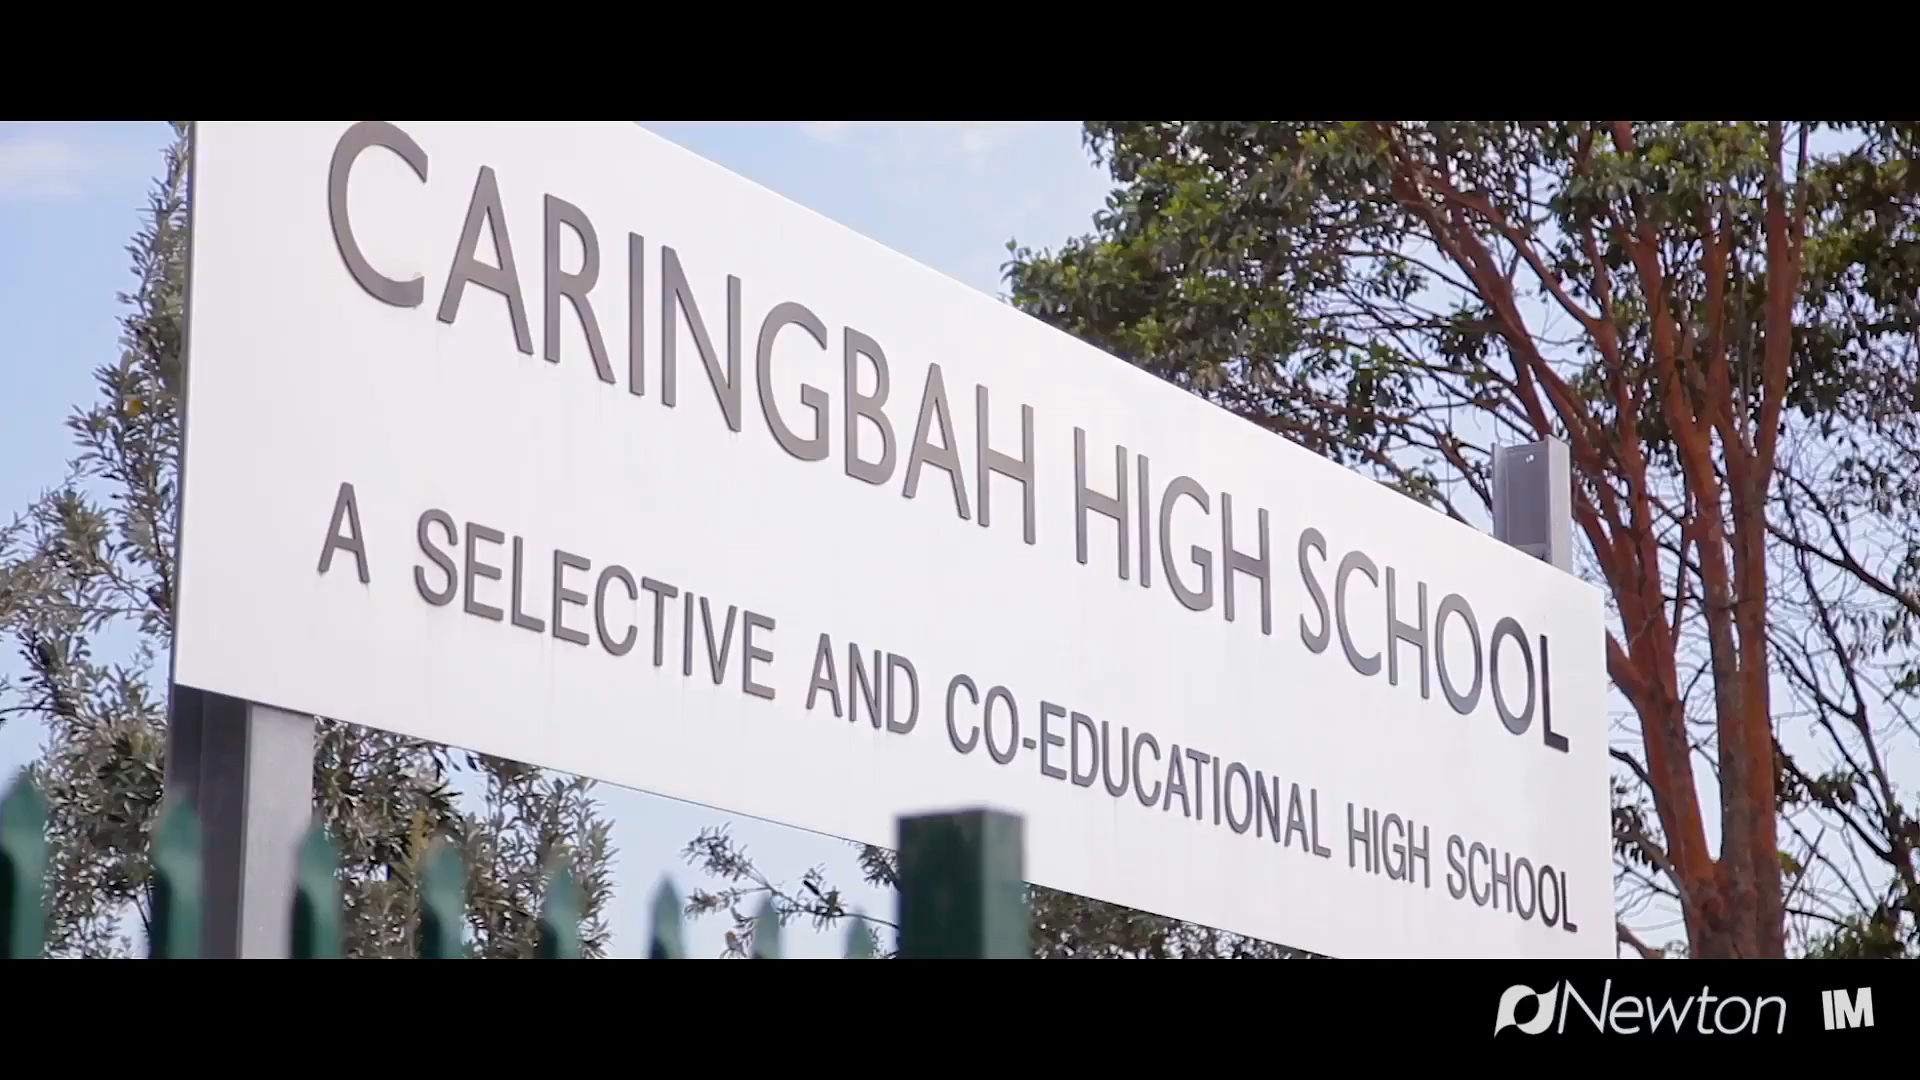 CARINGBAH HIGH SCHOOL
A SELECTIVE AND CO-EDUCATIONAL HIGH SCHOOL
Newton IM